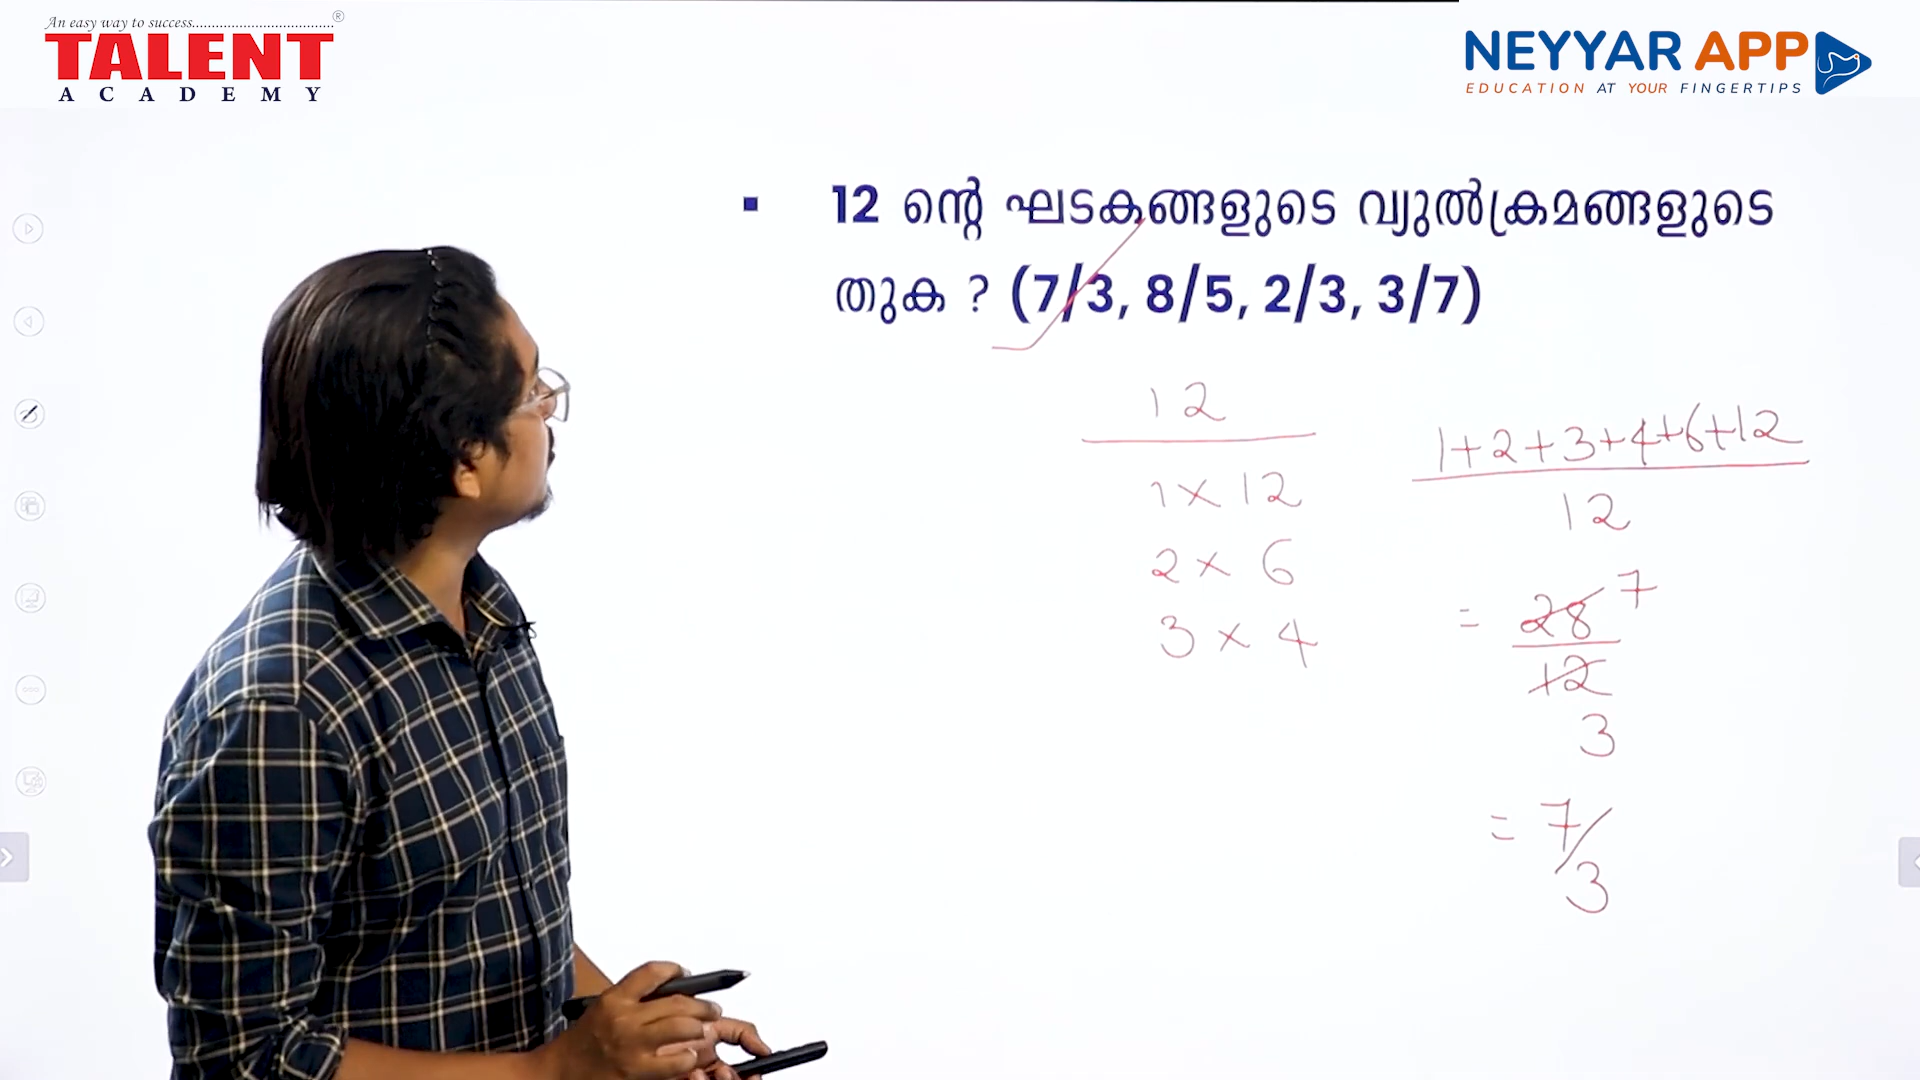 An easy way to success.................................... ®
TALENT
ACADEMY
NEYYAR APP
EDUCATION AT YOUR FINGERTIPS
▪ 12 ന്റെ ഘടകങ്ങളുടെ വ്യുൽക്രമങ്ങളുടെ
തുക ? (7/3, 8/5, 2/3, 3/7)
12
1 × 12
2 × 6
3 × 4
1+2+3+4+6+12
12
= 28 7
12
3
= 7/3